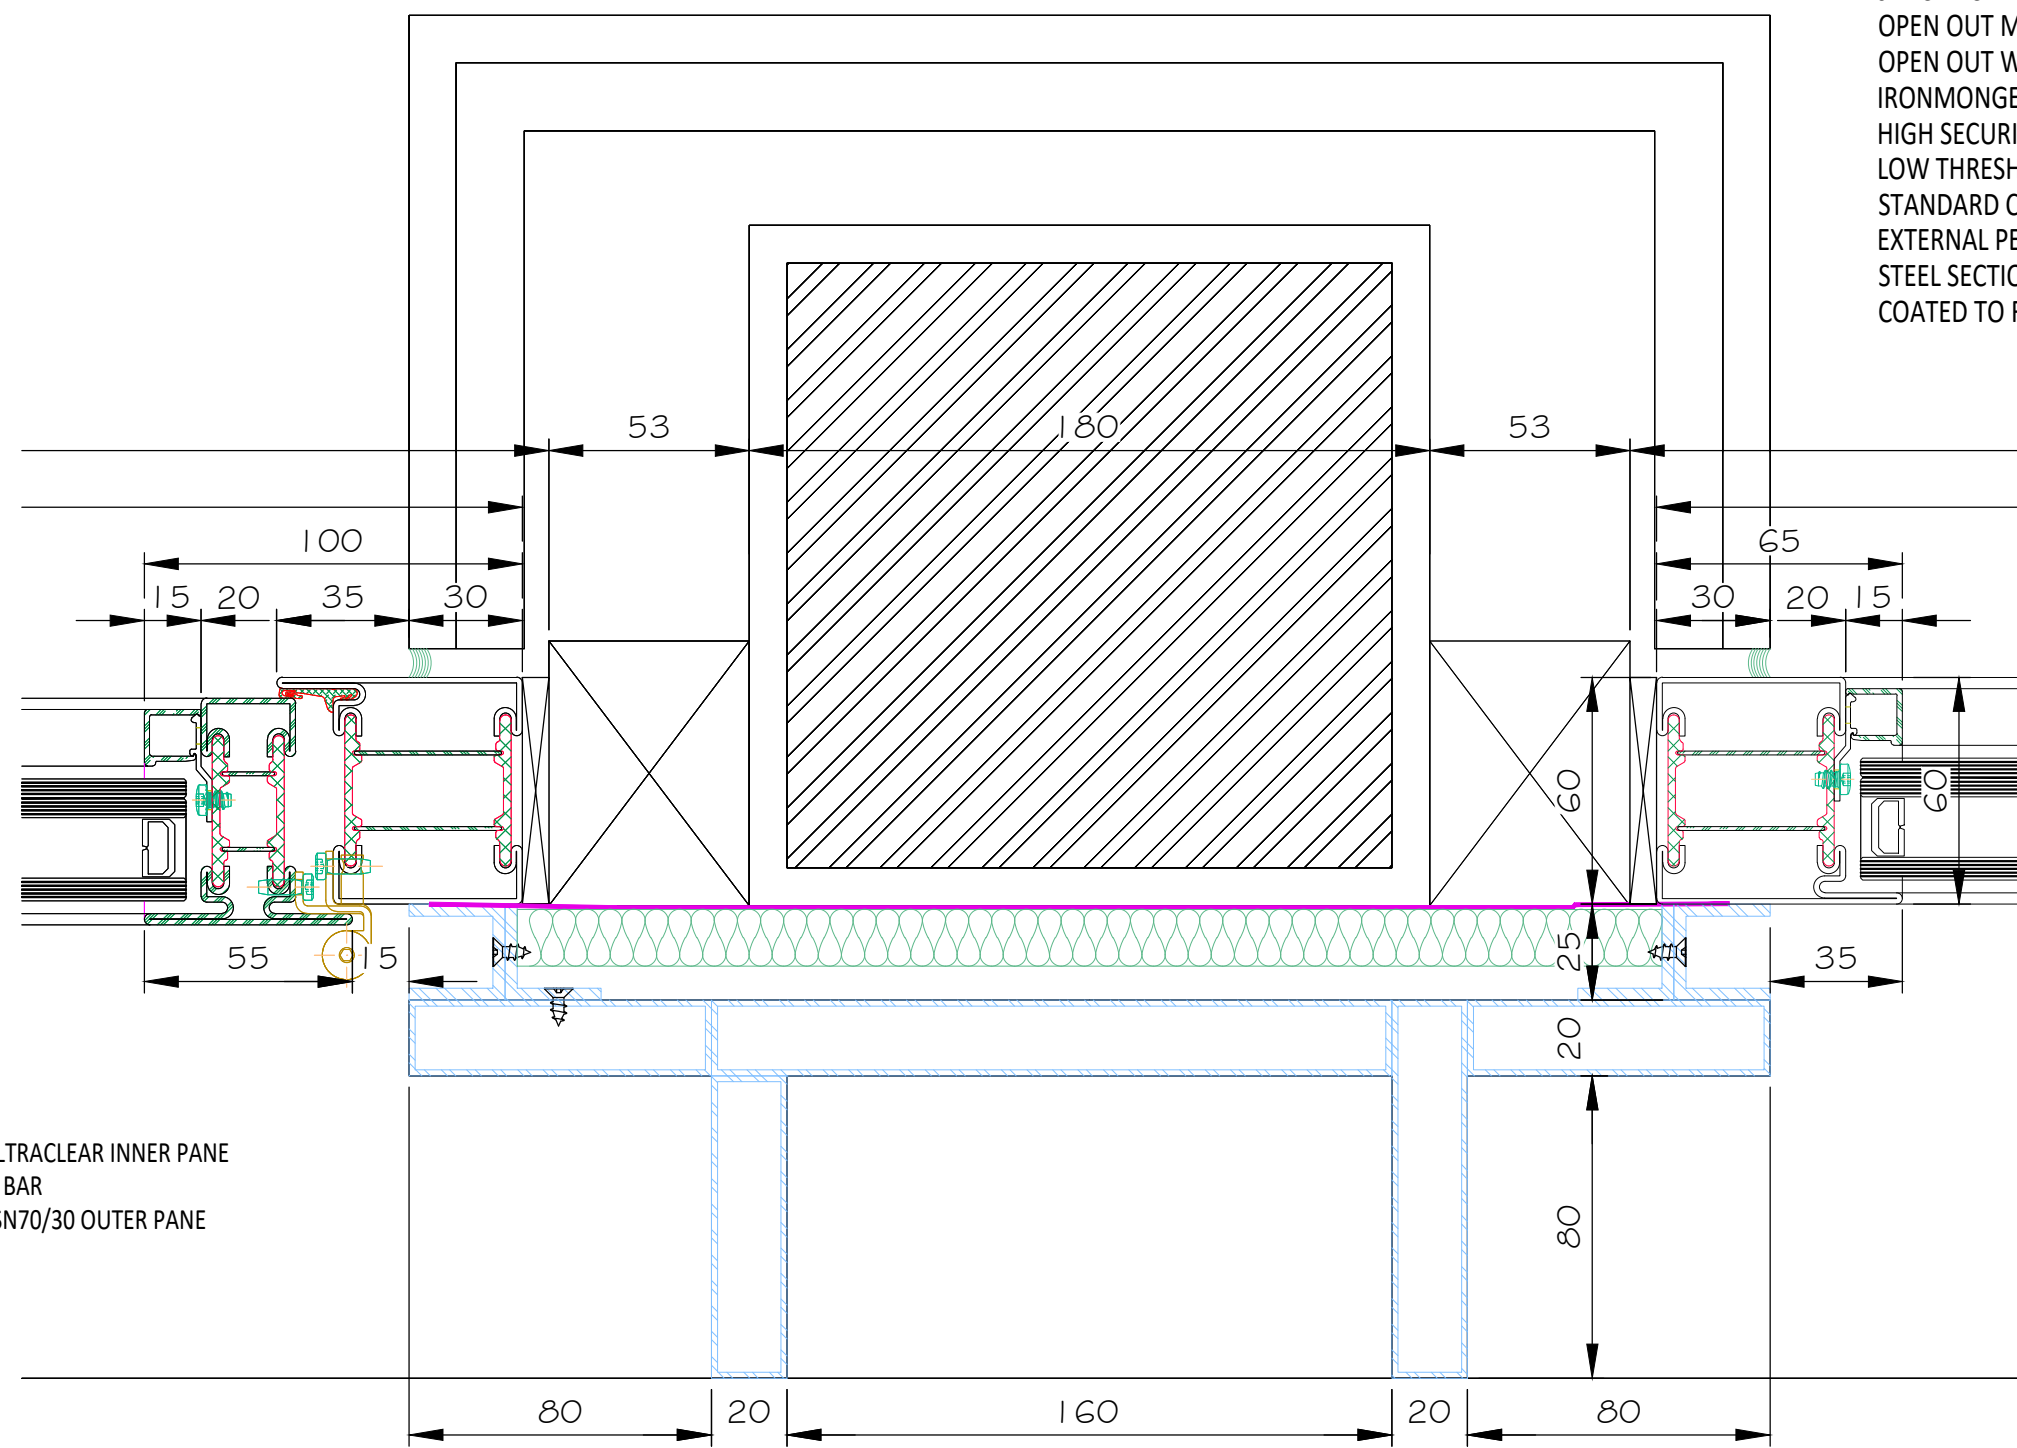 OPEN OUT M
OPEN OUT W
IRONMONGE
HIGH SECURI
LOW THRESH
STANDARD
EXTERNAL PE
STEEL SECTIO
COATED TO
53 180 53
100 65
15 20 35 30 30 20 15
60 60
55 15 25 35
20
80
LTRACLEAR INNER PANE
BAR
SN70/30 OUTER PANE
80 20 160 20 80